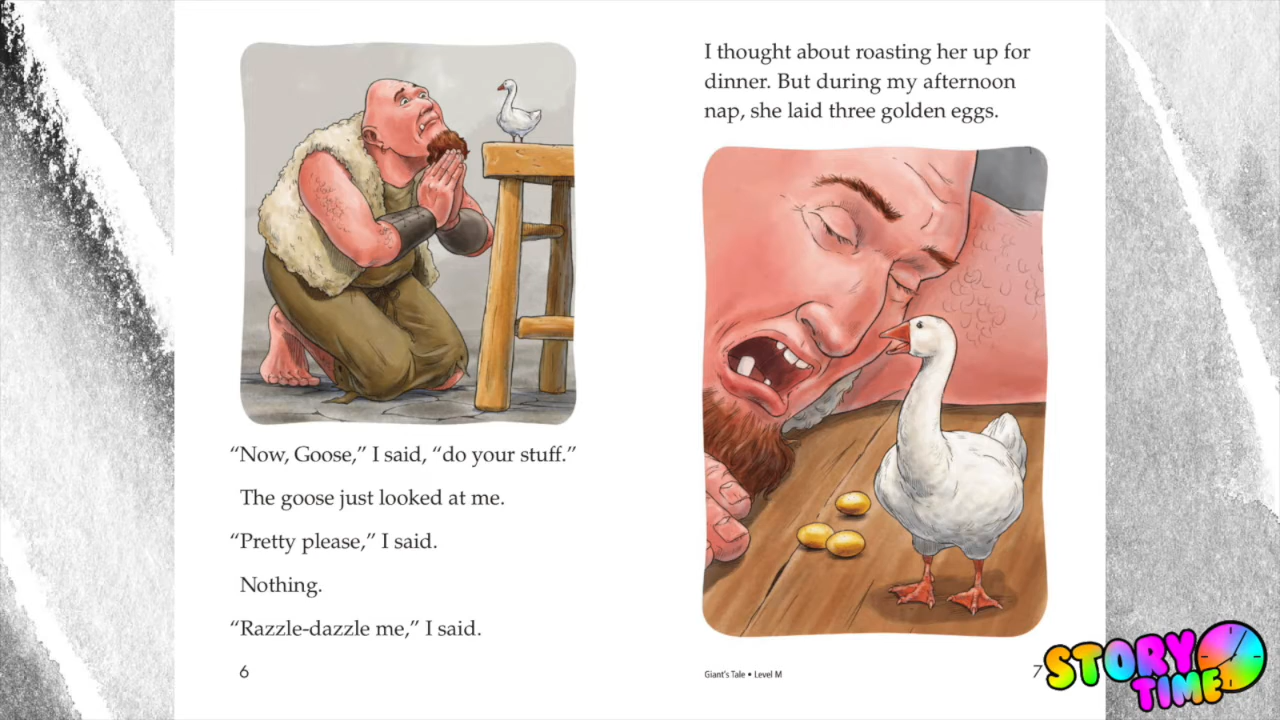 “Now, Goose,” I said, “do your stuff.”
The goose just looked at me.
“Pretty please,” I said.
Nothing.
“Razzle-dazzle me,” I said.
6
I thought about roasting her up for
dinner. But during my afternoon
nap, she laid three golden eggs.
Giant’s Tale • Level M
7
STORY
TIME